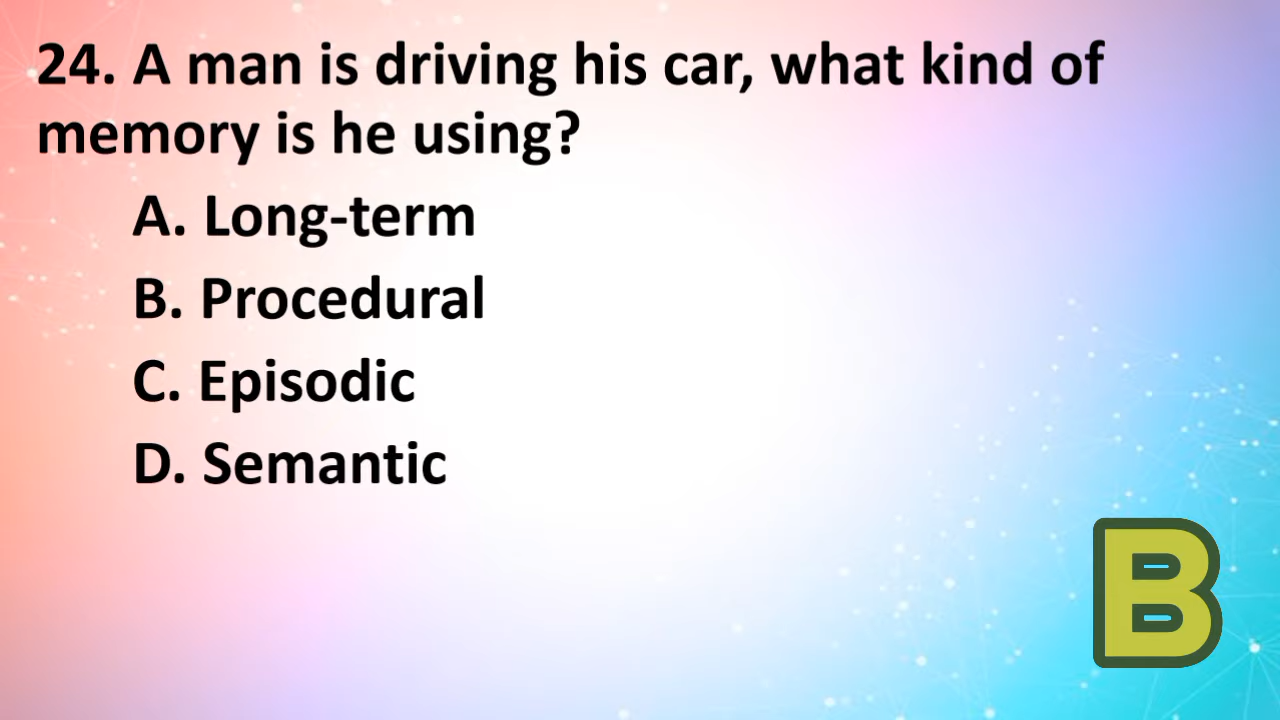 24. A man is driving his car, what kind of
memory is he using?
A. Long-term
B. Procedural
C. Episodic
D. Semantic
B